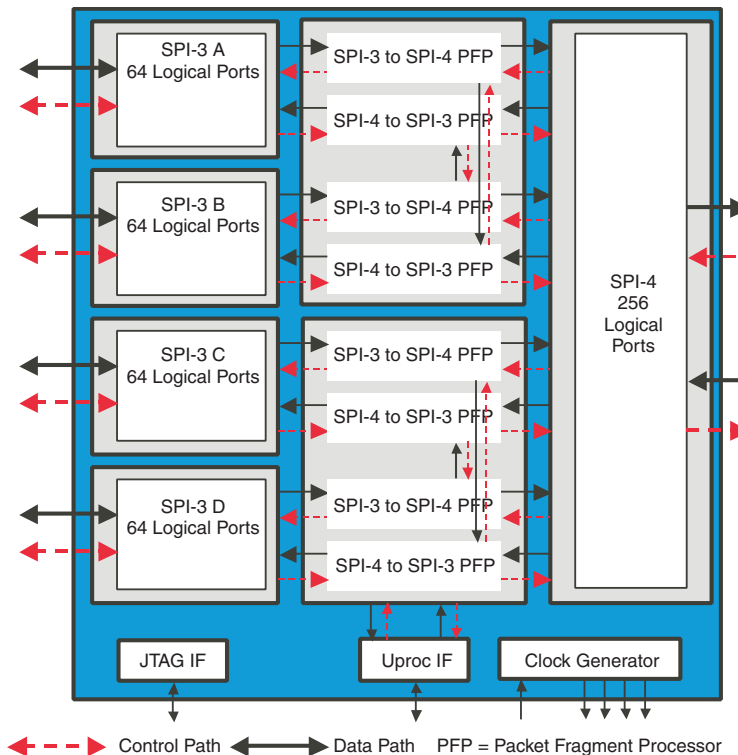 SPI-3 A
64 Logical Ports
SPI-3 to SPI-4 PFP
SPI-4 to SPI-3 PFP
SPI-3 B
64 Logical Ports
SPI-3 to SPI-4 PFP
SPI-4 to SPI-3 PFP
SPI-3 C
64 Logical Ports
SPI-3 to SPI-4 PFP
SPI-4 to SPI-3 PFP
SPI-3 D
64 Logical Ports
SPI-3 to SPI-4 PFP
SPI-4 to SPI-3 PFP
SPI-4
256
Logical
Ports
JTAG IF
Uproc IF
Clock Generator
Control Path
Data Path
PFP = Packet Fragment Processor